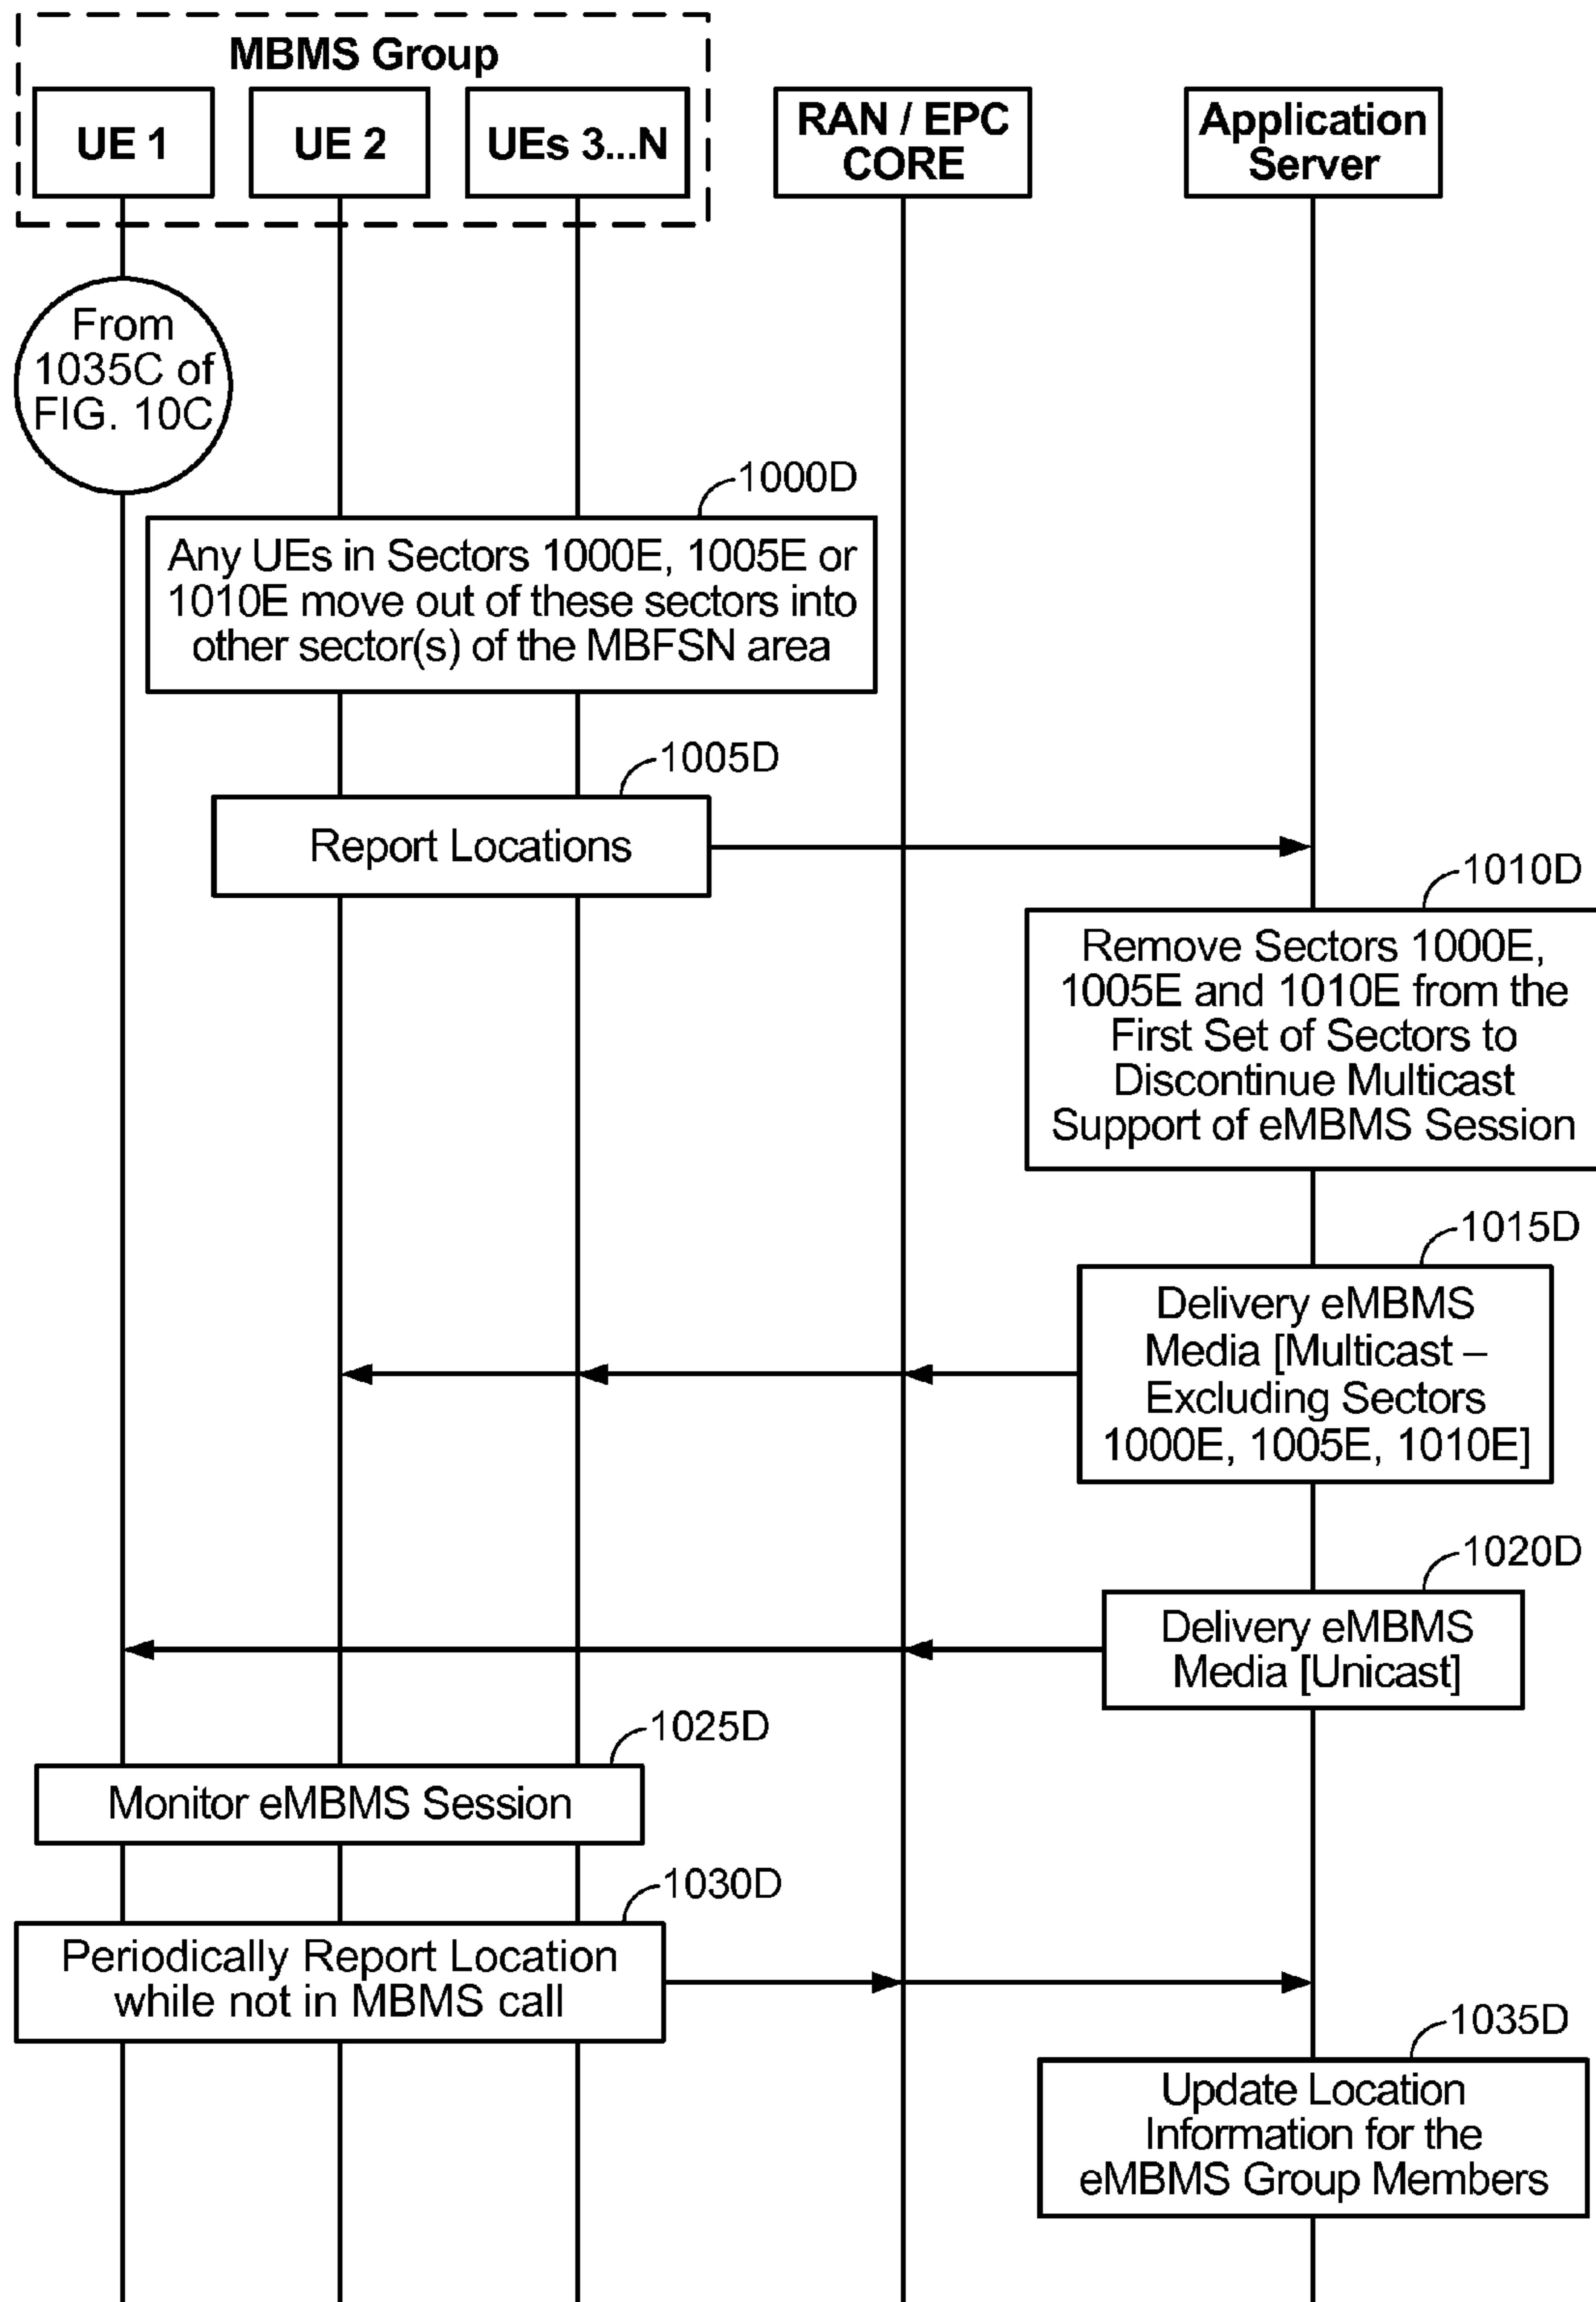 MBMS Group
UE 1
UE 2
UEs 3...N
RAN / EPC
CORE
Application
Server
From
1035C of
FIG. 10C
1000D
Any UEs in Sectors 1000E, 1005E or
1010E move out of these sectors into
other sector(s) of the MBFSN area
1005D
Report Locations
1010D
Remove Sectors 1000E,
1005E and 1010E from the
First Set of Sectors to
Discontinue Multicast
Support of eMBMS Session
1015D
Delivery eMBMS
Media [Multicast –
Excluding Sectors
1000E, 1005E, 1010E]
1020D
Delivery eMBMS
Media [Unicast]
1025D
Monitor eMBMS Session
1030D
Periodically Report Location
while not in MBMS call
1035D
Update Location
Information for the
eMBMS Group Members